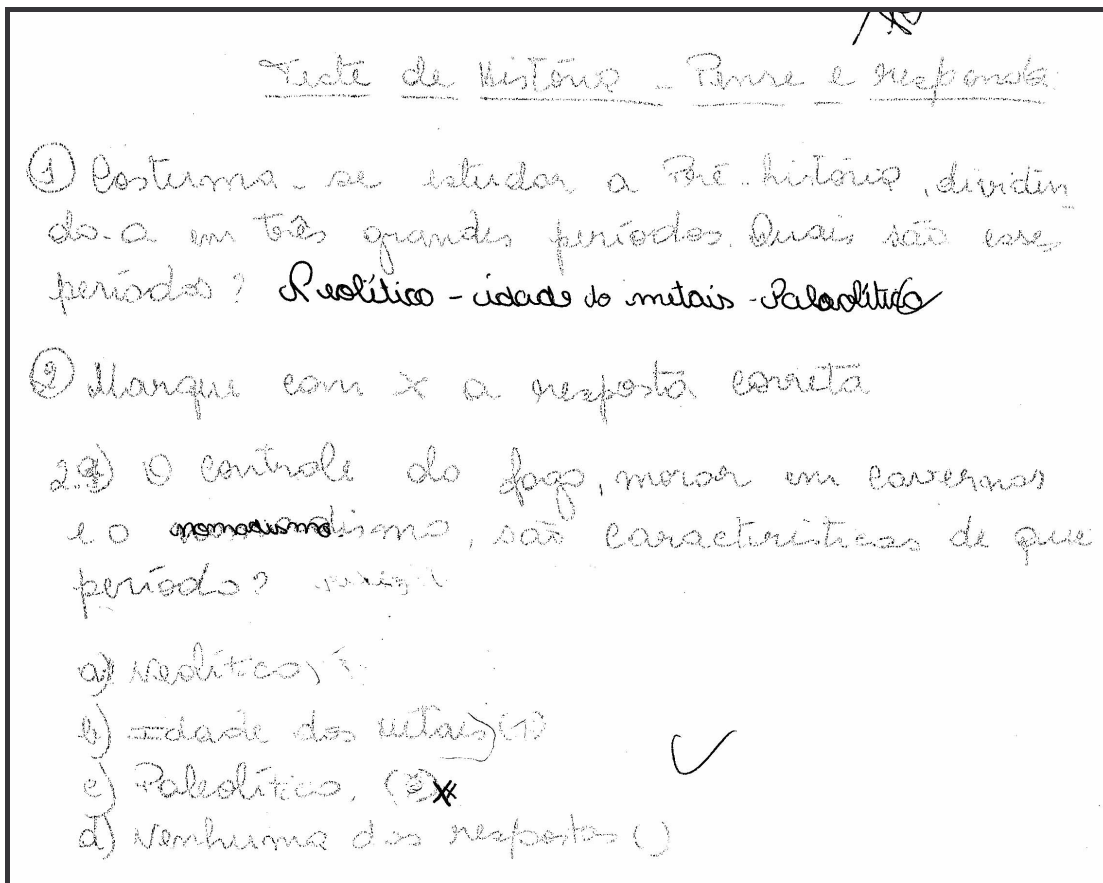 Teste de História - Pense e responda:
① Costuma-se estudar a Pré-história, dividin
do-a em três grandes períodos. Quais são esses
períodos? Neolítico - idade do metais - Paleolítico
② Marque com x a resposta correta
2.1) O controle do fogo, morar em cavernas
e o nomadismo, são características de que
período?
a) Neolítico,
b) Idade dos metais
c) Paleolítico. ( ) x
d) Nenhuma das respostas ( )